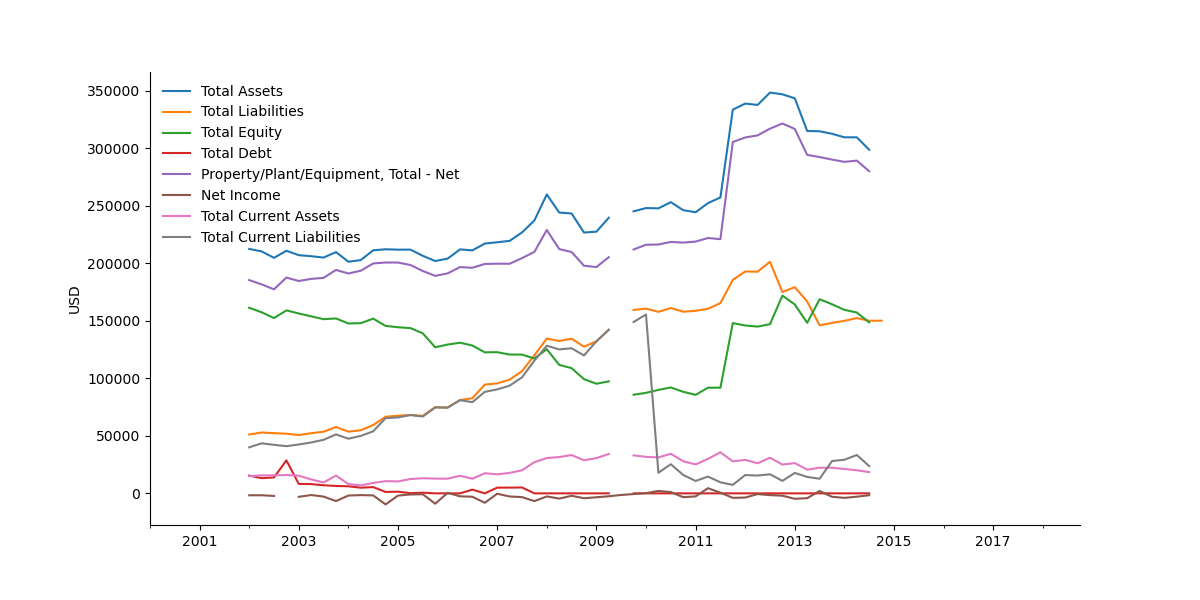 350000
300000
250000
200000
150000
100000
50000
0
USD
Total Assets
Total Liabilities
Total Equity
Total Debt
Property/Plant/Equipment, Total - Net
Net Income
Total Current Assets
Total Current Liabilities
2001 2003 2005 2007 2009 2011 2013 2015 2017